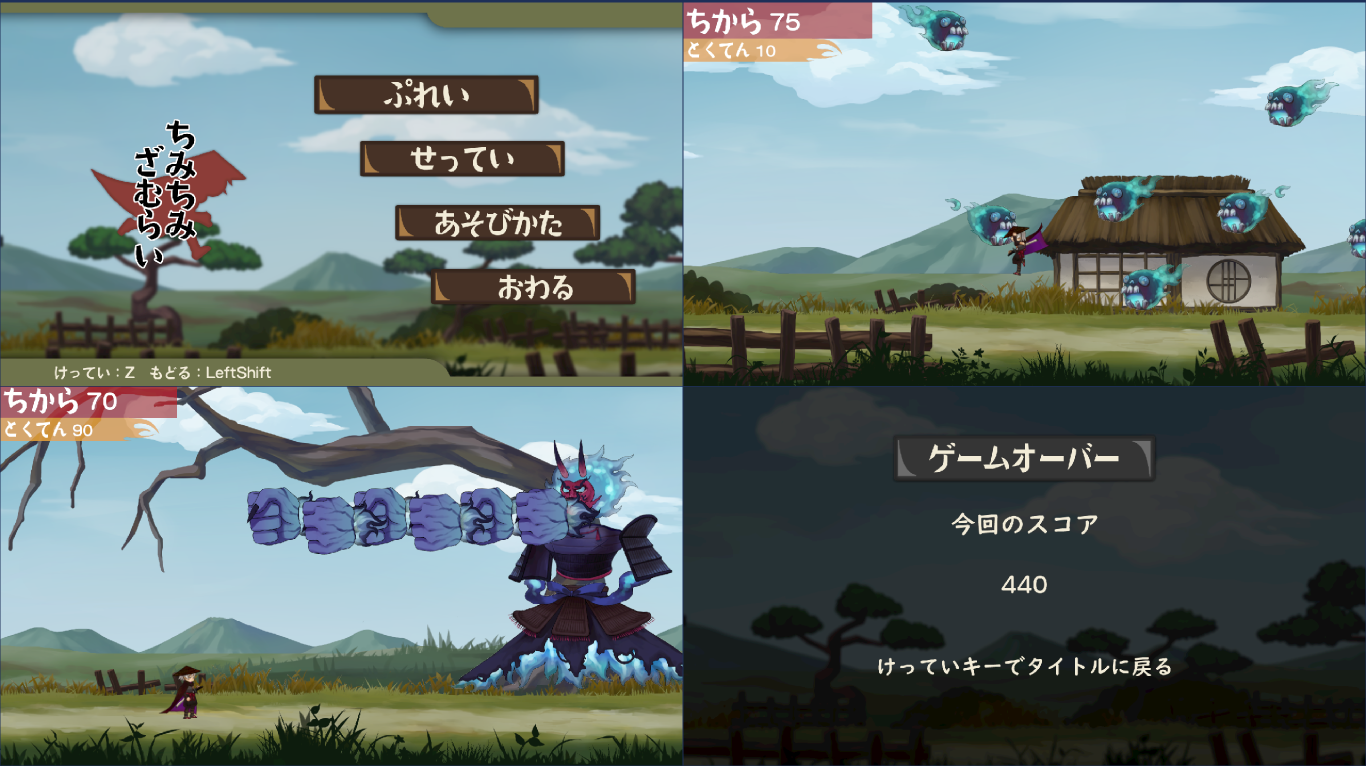 ちみちみ
ざむらい
ぷれい
せってい
あそびかた
おわる
けってい：Z　もどる：LeftShift
ちから 75
とくてん 10
ちから 70
とくてん 90
ゲームオーバー
今回のスコア
440
けっていキーでタイトルに戻る